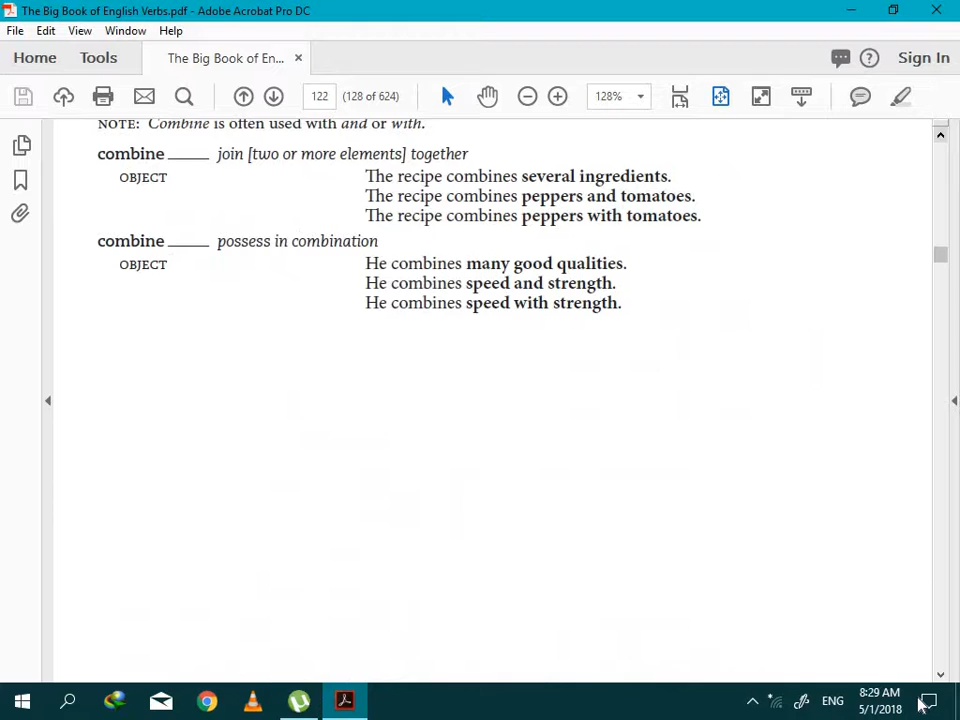 The Big Book of English Verbs.pdf - Adobe Acrobat Pro DC
File Edit View Window Help
Home Tools The Big Book of En... × Sign In
122 (128 of 624) 128%
NOTE: Combine is often used with and or with.
combine _____ join [two or more elements] together
OBJECT The recipe combines several ingredients.
The recipe combines peppers and tomatoes.
The recipe combines peppers with tomatoes.
combine _____ possess in combination
OBJECT He combines many good qualities.
He combines speed and strength.
He combines speed with strength.
ENG 8:29 AM
5/1/2018